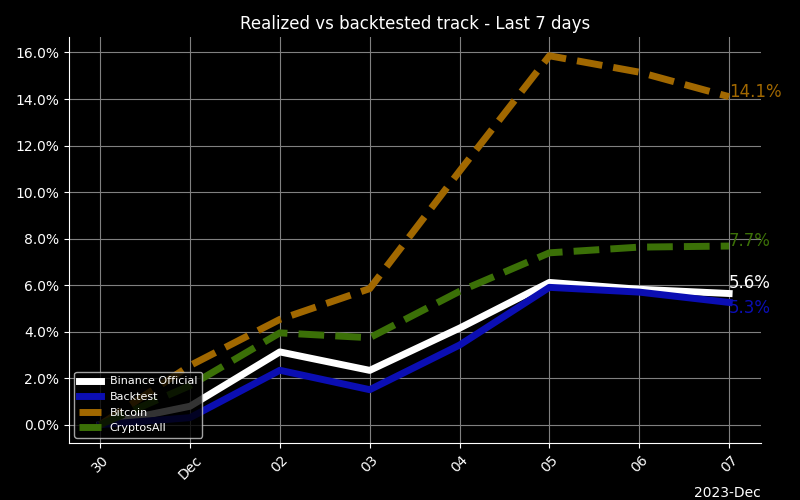 Realized vs backtested track - Last 7 days
16.0%
14.0%
12.0%
10.0%
8.0%
6.0%
4.0%
2.0%
0.0%
14.1%
7.7%
5.6%
5.3%
Binance Official
Backtest
Bitcoin
CryptosAll
30
Dec
02
03
04
05
06
07
2023-Dec